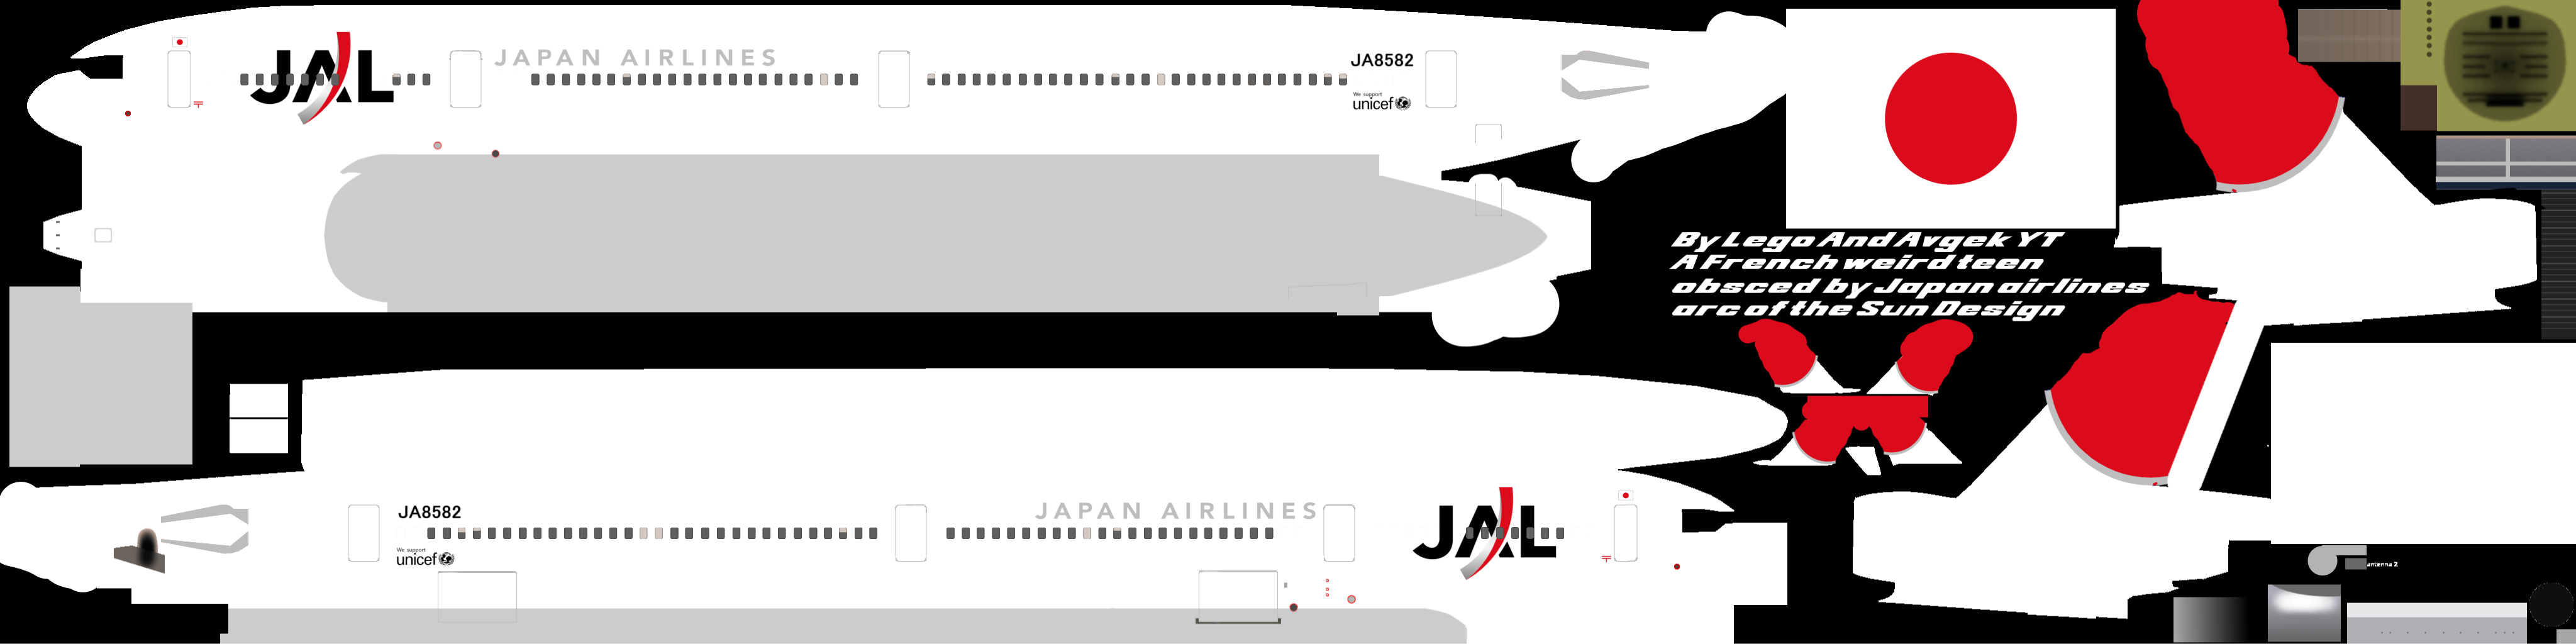 JAL
JAPAN AIRLINES
JA8582
We support
unicef
By Lego And Avgek YT
A French weird teen
obsced by Japan airlines
arc of the Sun Design
JA8582
We support
unicef
JAPAN AIRLINES
JAL
antenna 2